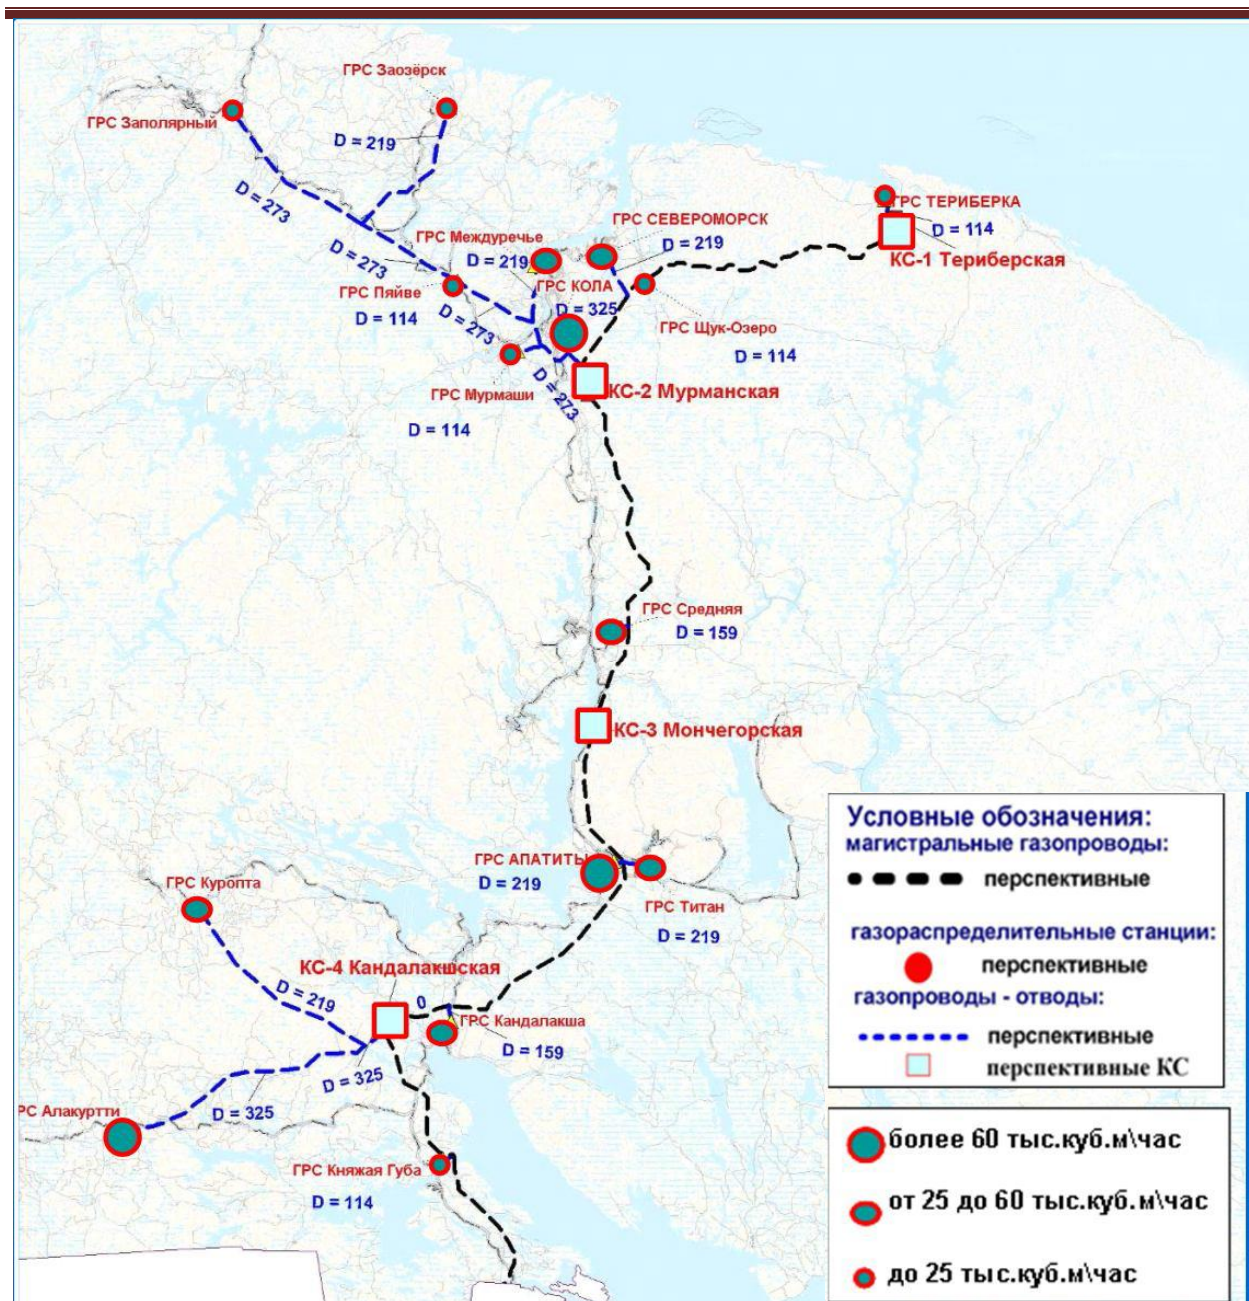 ГРС Заозёрск
ГРС Заполярный
D = 219
D = 273
ГРС ТЕРИБЕРКА
D = 114
КС-1 Териберская
ГРС СЕВЕРОМОРСК
D = 219
ГРС Междуречье
D = 219
D = 273
ГРС КОЛА
D = 325
ГРС Пяйве
D = 114
D = 273
ГРС Щук-Озеро
D = 114
ГРС Мурмаши
D = 114
D = 273
КС-2 Мурманская
ГРС Средняя
D = 159
КС-3 Мончегорская
ГРС АПАТИТЫ
D = 219
ГРС Титан
D = 219
ГРС Куропта
D = 219
КС-4 Кандалакшская
0
ГРС Кандалакша
D = 159
D = 325
D = 325
РС Алакуртти
ГРС Княжая Губа
D = 114
Условные обозначения:
магистральные газопроводы:
перспективные
газораспределительные станции:
перспективные
газопроводы - отводы:
перспективные
перспективные КС
более 60 тыс.куб.м\час
от 25 до 60 тыс.куб.м\час
до 25 тыс.куб.м\час